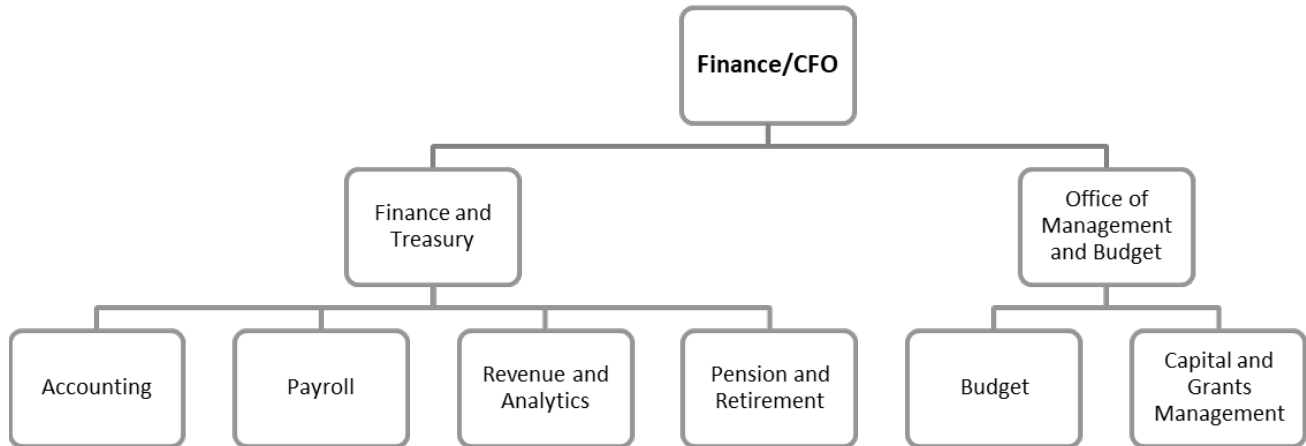 Finance/CFO
Finance and
Treasury
Office of
Management
and Budget
Accounting
Payroll
Revenue and
Analytics
Pension and
Retirement
Budget
Capital and
Grants
Management